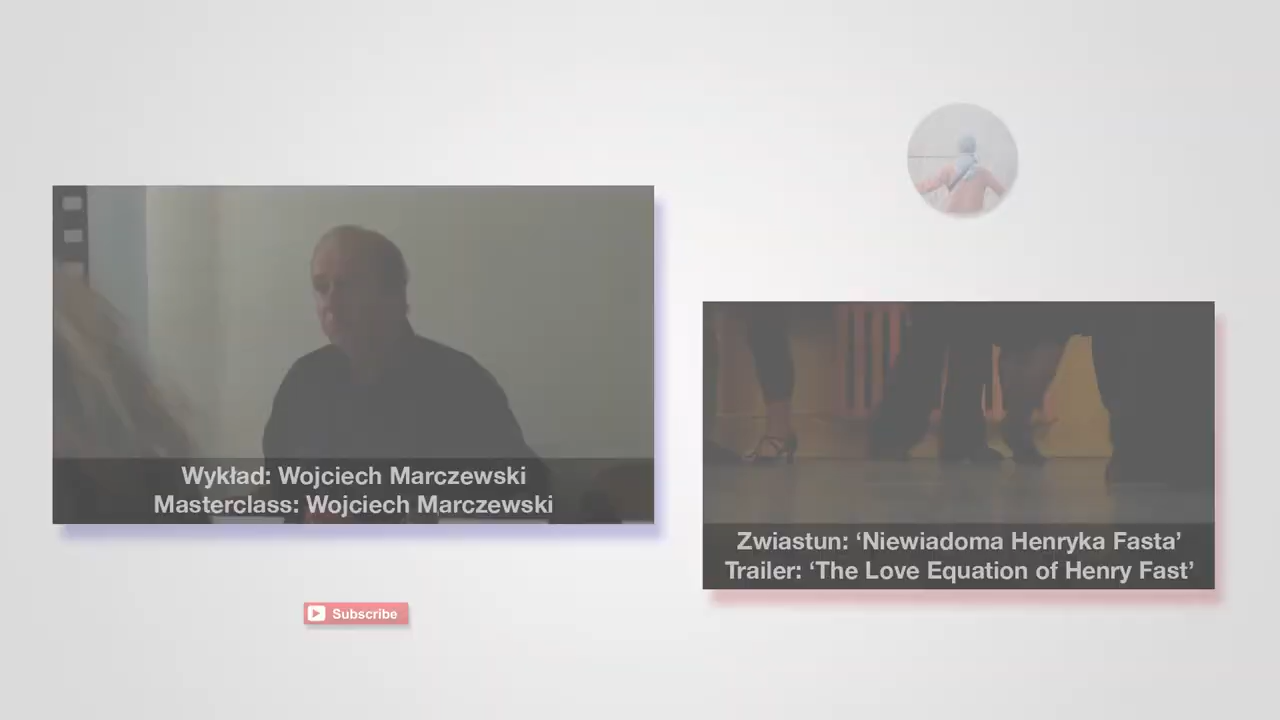 Wykład: Wojciech Marczewski
Masterclass: Wojciech Marczewski
Zwiastun: ‘Niewiadoma Henryka Fasta’
Trailer: ‘The Love Equation of Henry Fast’
Subscribe